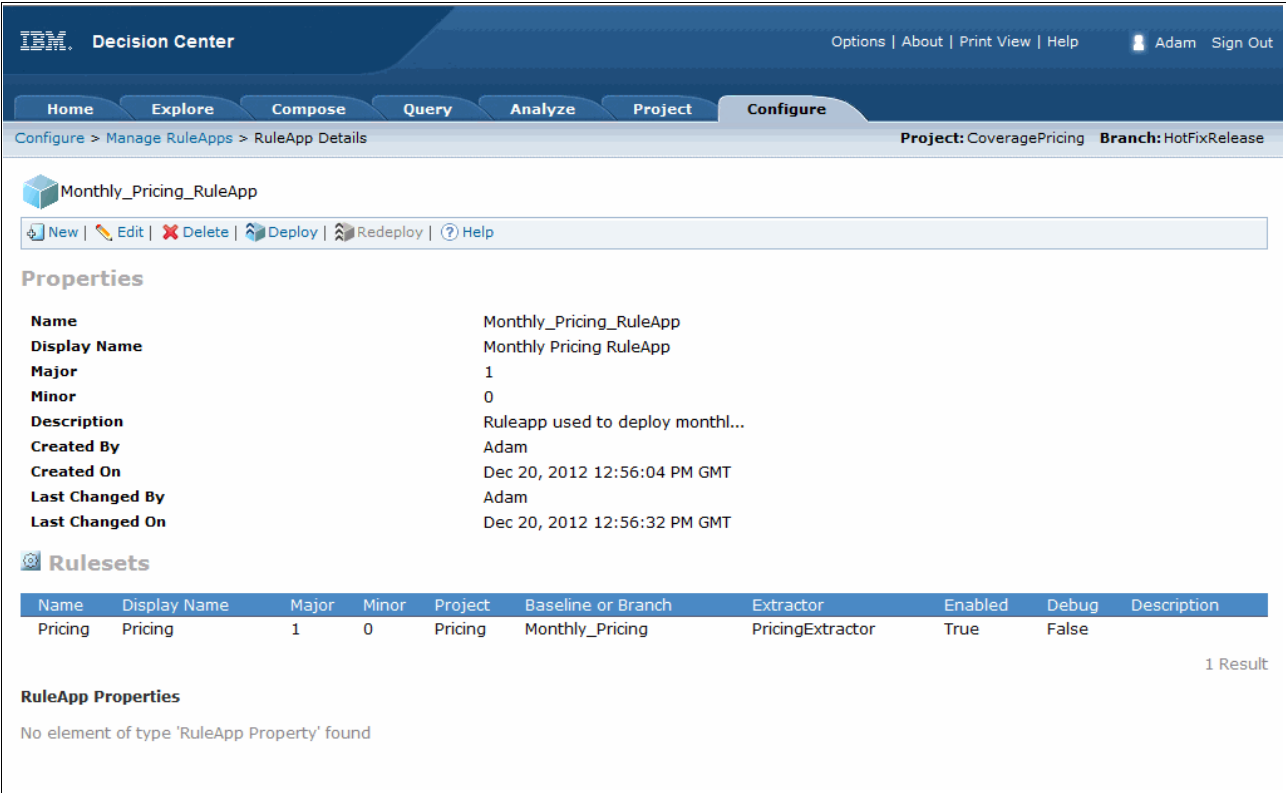 IBM. Decision Center Options | About | Print View | Help Adam Sign Out
Home Explore Compose Query Analyze Project Configure
Configure > Manage RuleApps > RuleApp Details Project: CoveragePricing Branch: HotFixRelease
Monthly_Pricing_RuleApp
New | Edit | Delete | Deploy | Redeploy | ? Help
Properties
Name Monthly_Pricing_RuleApp
Display Name Monthly Pricing RuleApp
Major 1
Minor 0
Description Ruleapp used to deploy monthl...
Created By Adam
Created On Dec 20, 2012 12:56:04 PM GMT
Last Changed By Adam
Last Changed On Dec 20, 2012 12:56:32 PM GMT
Rulesets
Name Display Name Major Minor Project Baseline or Branch Extractor Enabled Debug Description
Pricing Pricing 1 0 Pricing Monthly_Pricing PricingExtractor True False
1 Result
RuleApp Properties
No element of type 'RuleApp Property' found